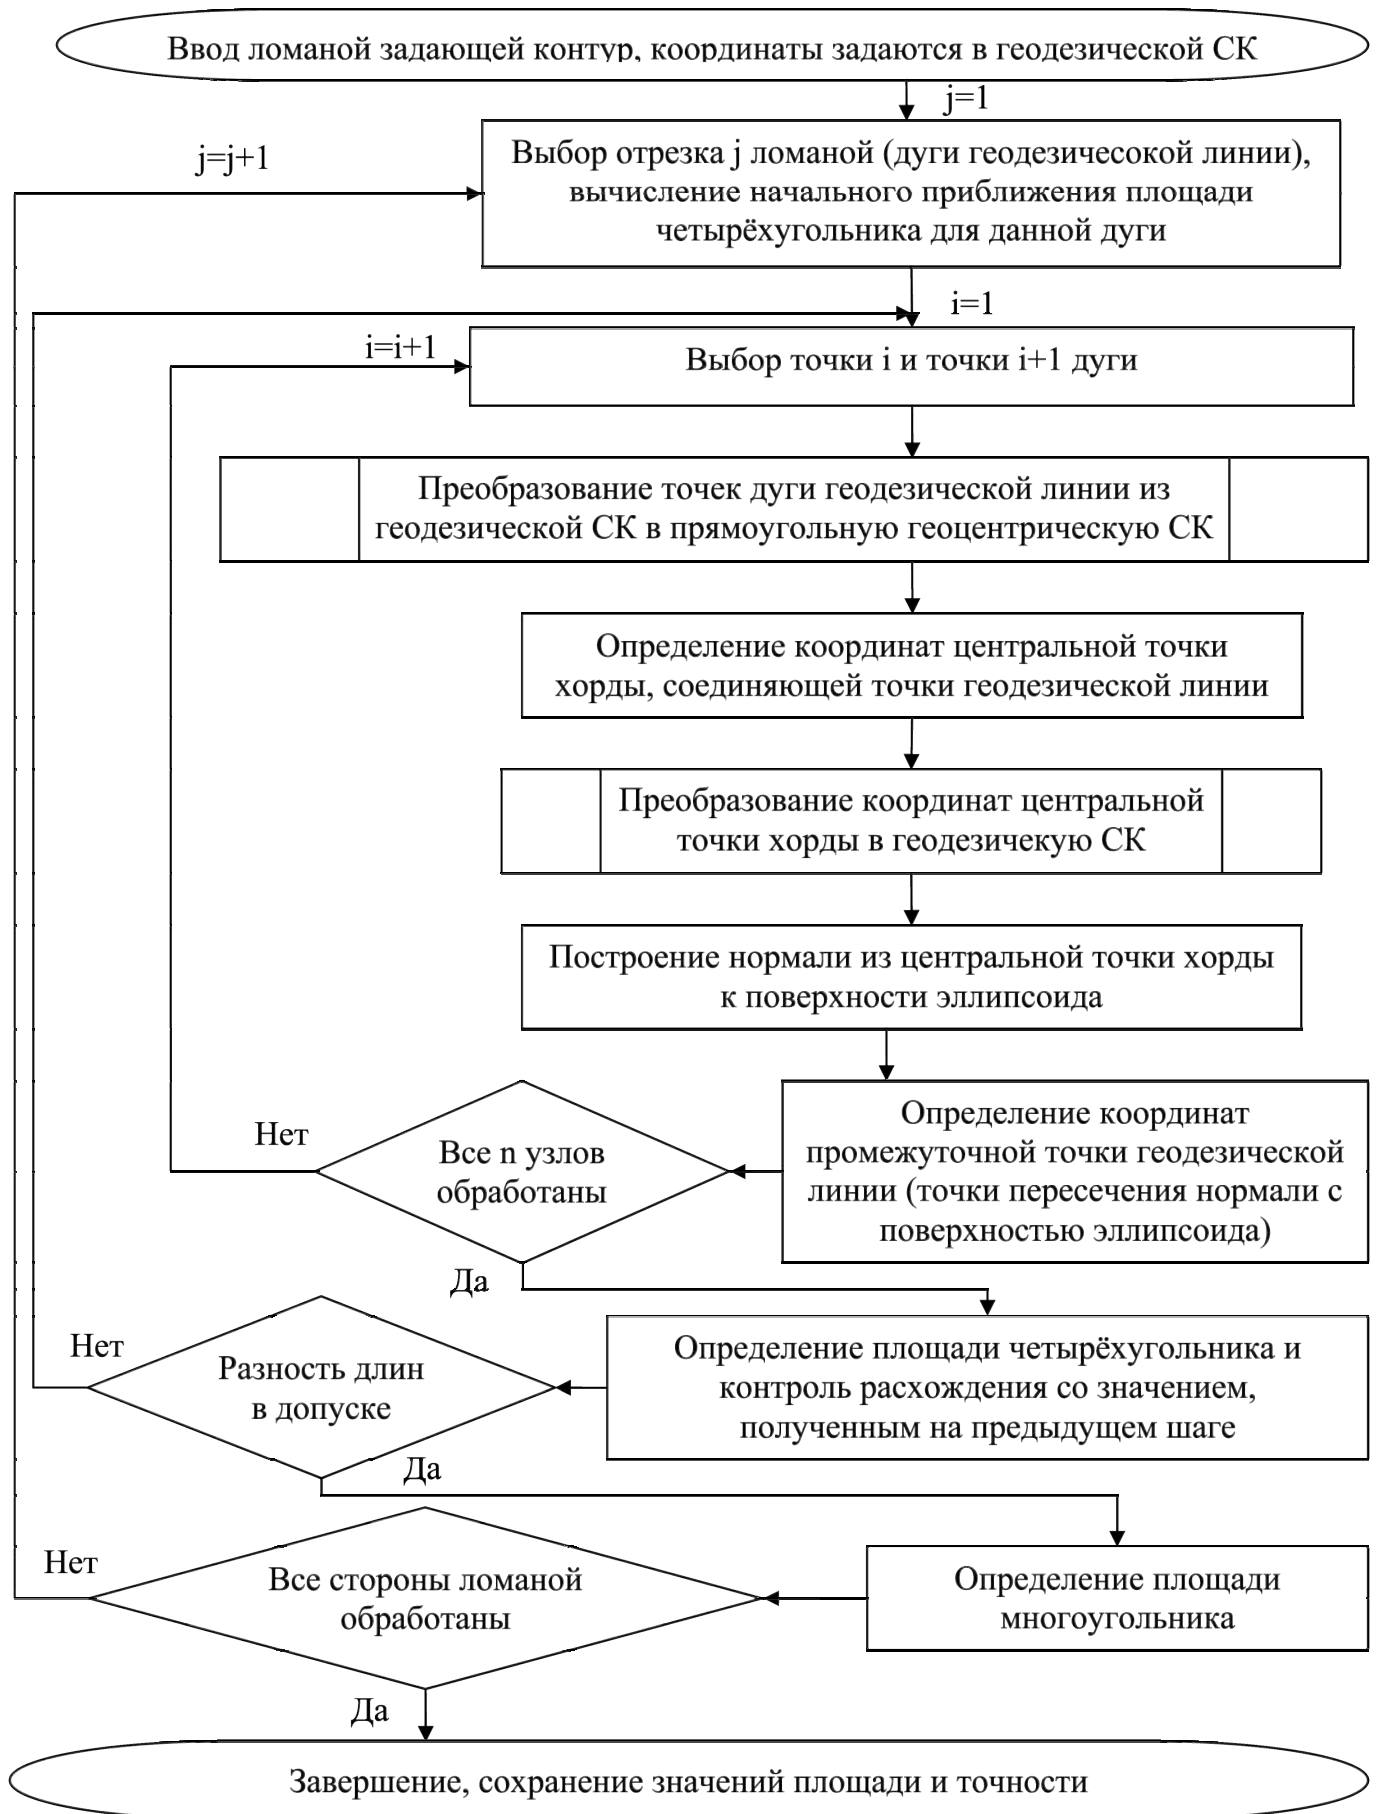 Ввод ломаной задающей контур, координаты задаются в геодезической СК
j=1
j=j+1
Выбор отрезка j ломаной (дуги геодезичесокой линии),
вычисление начального приближения площади
четырёхугольника для данной дуги
i=1
i=i+1
Выбор точки i и точки i+1 дуги
Преобразование точек дуги геодезической линии из
геодезической СК в прямоугольную геоцентрическую СК
Определение координат центральной точки
хорды, соединяющей точки геодезической линии
Преобразование координат центральной
точки хорды в геодезичекую СК
Построение нормали из центральной точки хорды
к поверхности эллипсоида
Определение координат
промежуточной точки геодезической
линии (точки пересечения нормали с
поверхностью эллипсоида)
Нет
Все n узлов
обработаны
Да
Определение площади четырёхугольника и
контроль расхождения со значением,
полученным на предыдущем шаге
Нет
Разность длин
в допуске
Да
Определение площади
многоугольника
Нет
Все стороны ломаной
обработаны
Да
Завершение, сохранение значений площади и точности